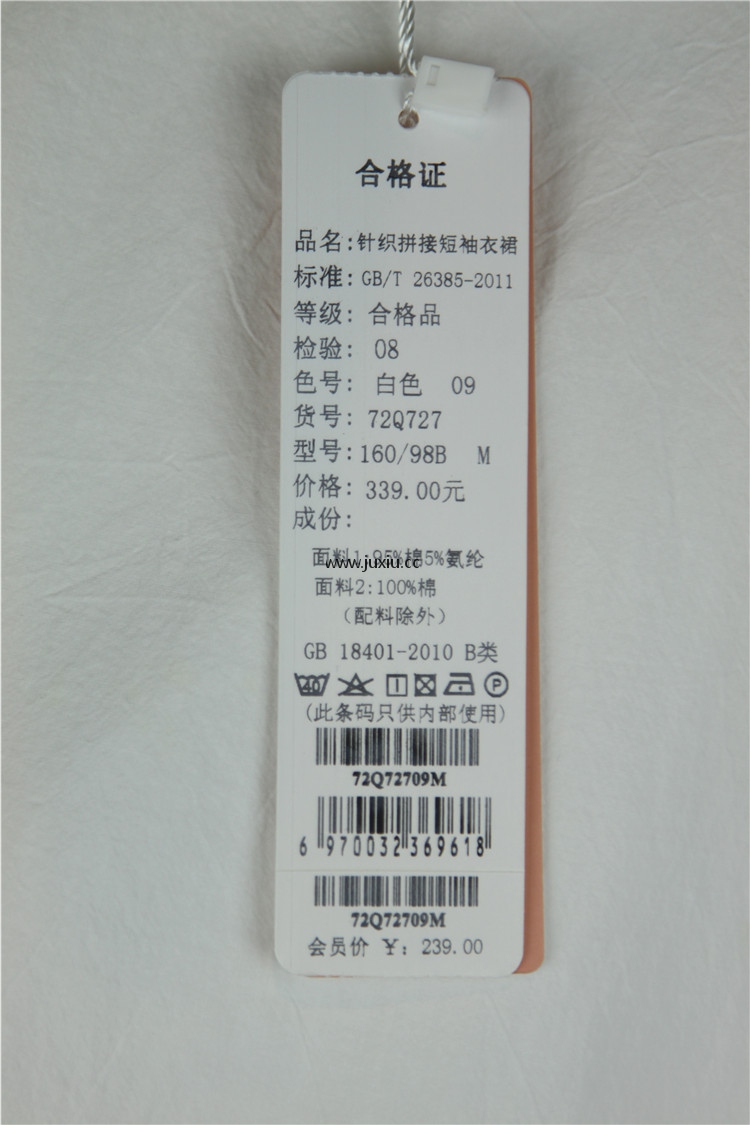 合格证
品名:针织拼接短袖衣裙
标准: GB/T 26385-2011
等级: 合格品
检验: 08
色号: 白色 09
货号: 72Q727
型号: 160/98B M
价格: 339.00元
成份:
面料1:95%棉5%氨纶
www.juxiu.cc
面料2:100%棉
（配料除外）
GB 18401-2010 B类
40 P
(此条码只供内部使用)
72Q72709M
6 970032 369618
72Q72709M
会员价 ¥: 239.00